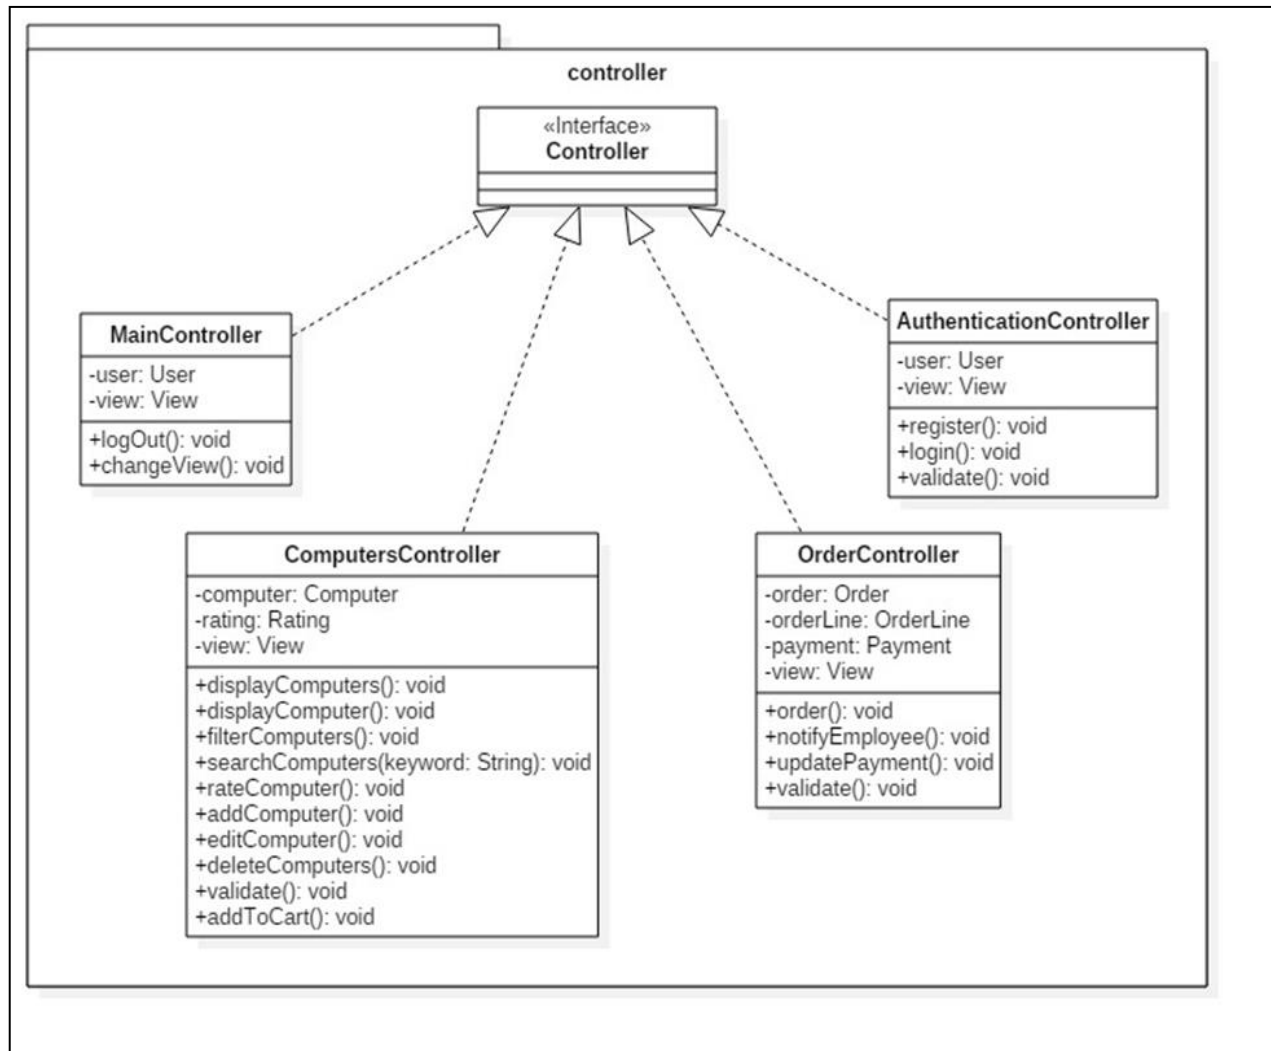 controller
«Interface»
Controller
MainController
-user: User
-view: View
+logOut(): void
+changeView(): void
AuthenticationController
-user: User
-view: View
+register(): void
+login(): void
+validate(): void
ComputersController
-computer: Computer
-rating: Rating
-view: View
+displayComputers(): void
+displayComputer(): void
+filterComputers(): void
+searchComputers(keyword: String): void
+rateComputer(): void
+addComputer(): void
+editComputer(): void
+deleteComputers(): void
+validate(): void
+addToCart(): void
OrderController
-order: Order
-orderLine: OrderLine
-payment: Payment
-view: View
+order(): void
+notifyEmployee(): void
+updatePayment(): void
+validate(): void